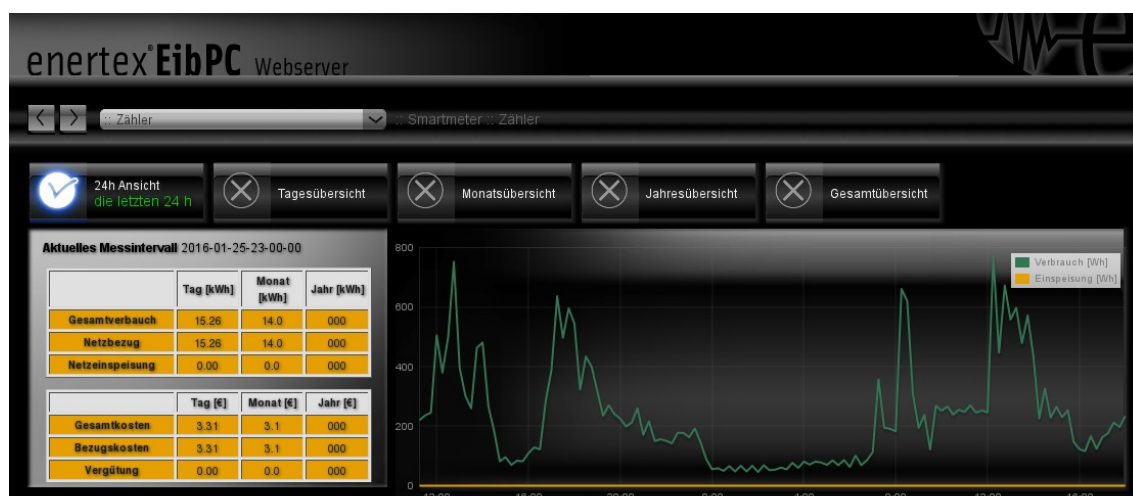 enertex®EibPC Webserver
:: Zähler
:: Smartmeter :: Zähler
24h Ansicht
die letzten 24 h
Tagesübersicht
Monatsübersicht
Jahresübersicht
Gesamtübersicht
Aktuelles Messintervall 2016-01-25-23-00-00
Tag [kWh] Monat [kWh] Jahr [kWh]
Gesamtverbauch 15.26 14.0 000
Netzbezug 15.26 14.0 000
Netzeinspeisung 0.00 0.0 000
Tag [€] Monat [€] Jahr [€]
Gesamtkosten 3.31 3.1 000
Bezugskosten 3.31 3.1 000
Vergütung 0.00 0.0 000
800
600
400
200
0
Verbrauch [Wh]
Einspeisung [Wh]